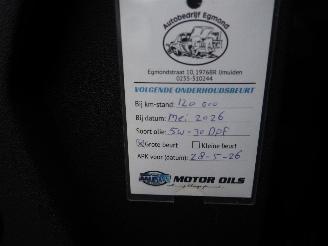 Autobedrijf Egmond
Egmondstraat 10, 1976BR IJmuiden
0255-510244
VOLGENDE ONDERHOUDSBEURT
Bij km-stand: 120 000
Bij datum: Mei 2026
Soort olie: 5W-30 DPF
Grote beurt Kleine beurt
APK voor (datum): 28-5-26
MOTOR OILS